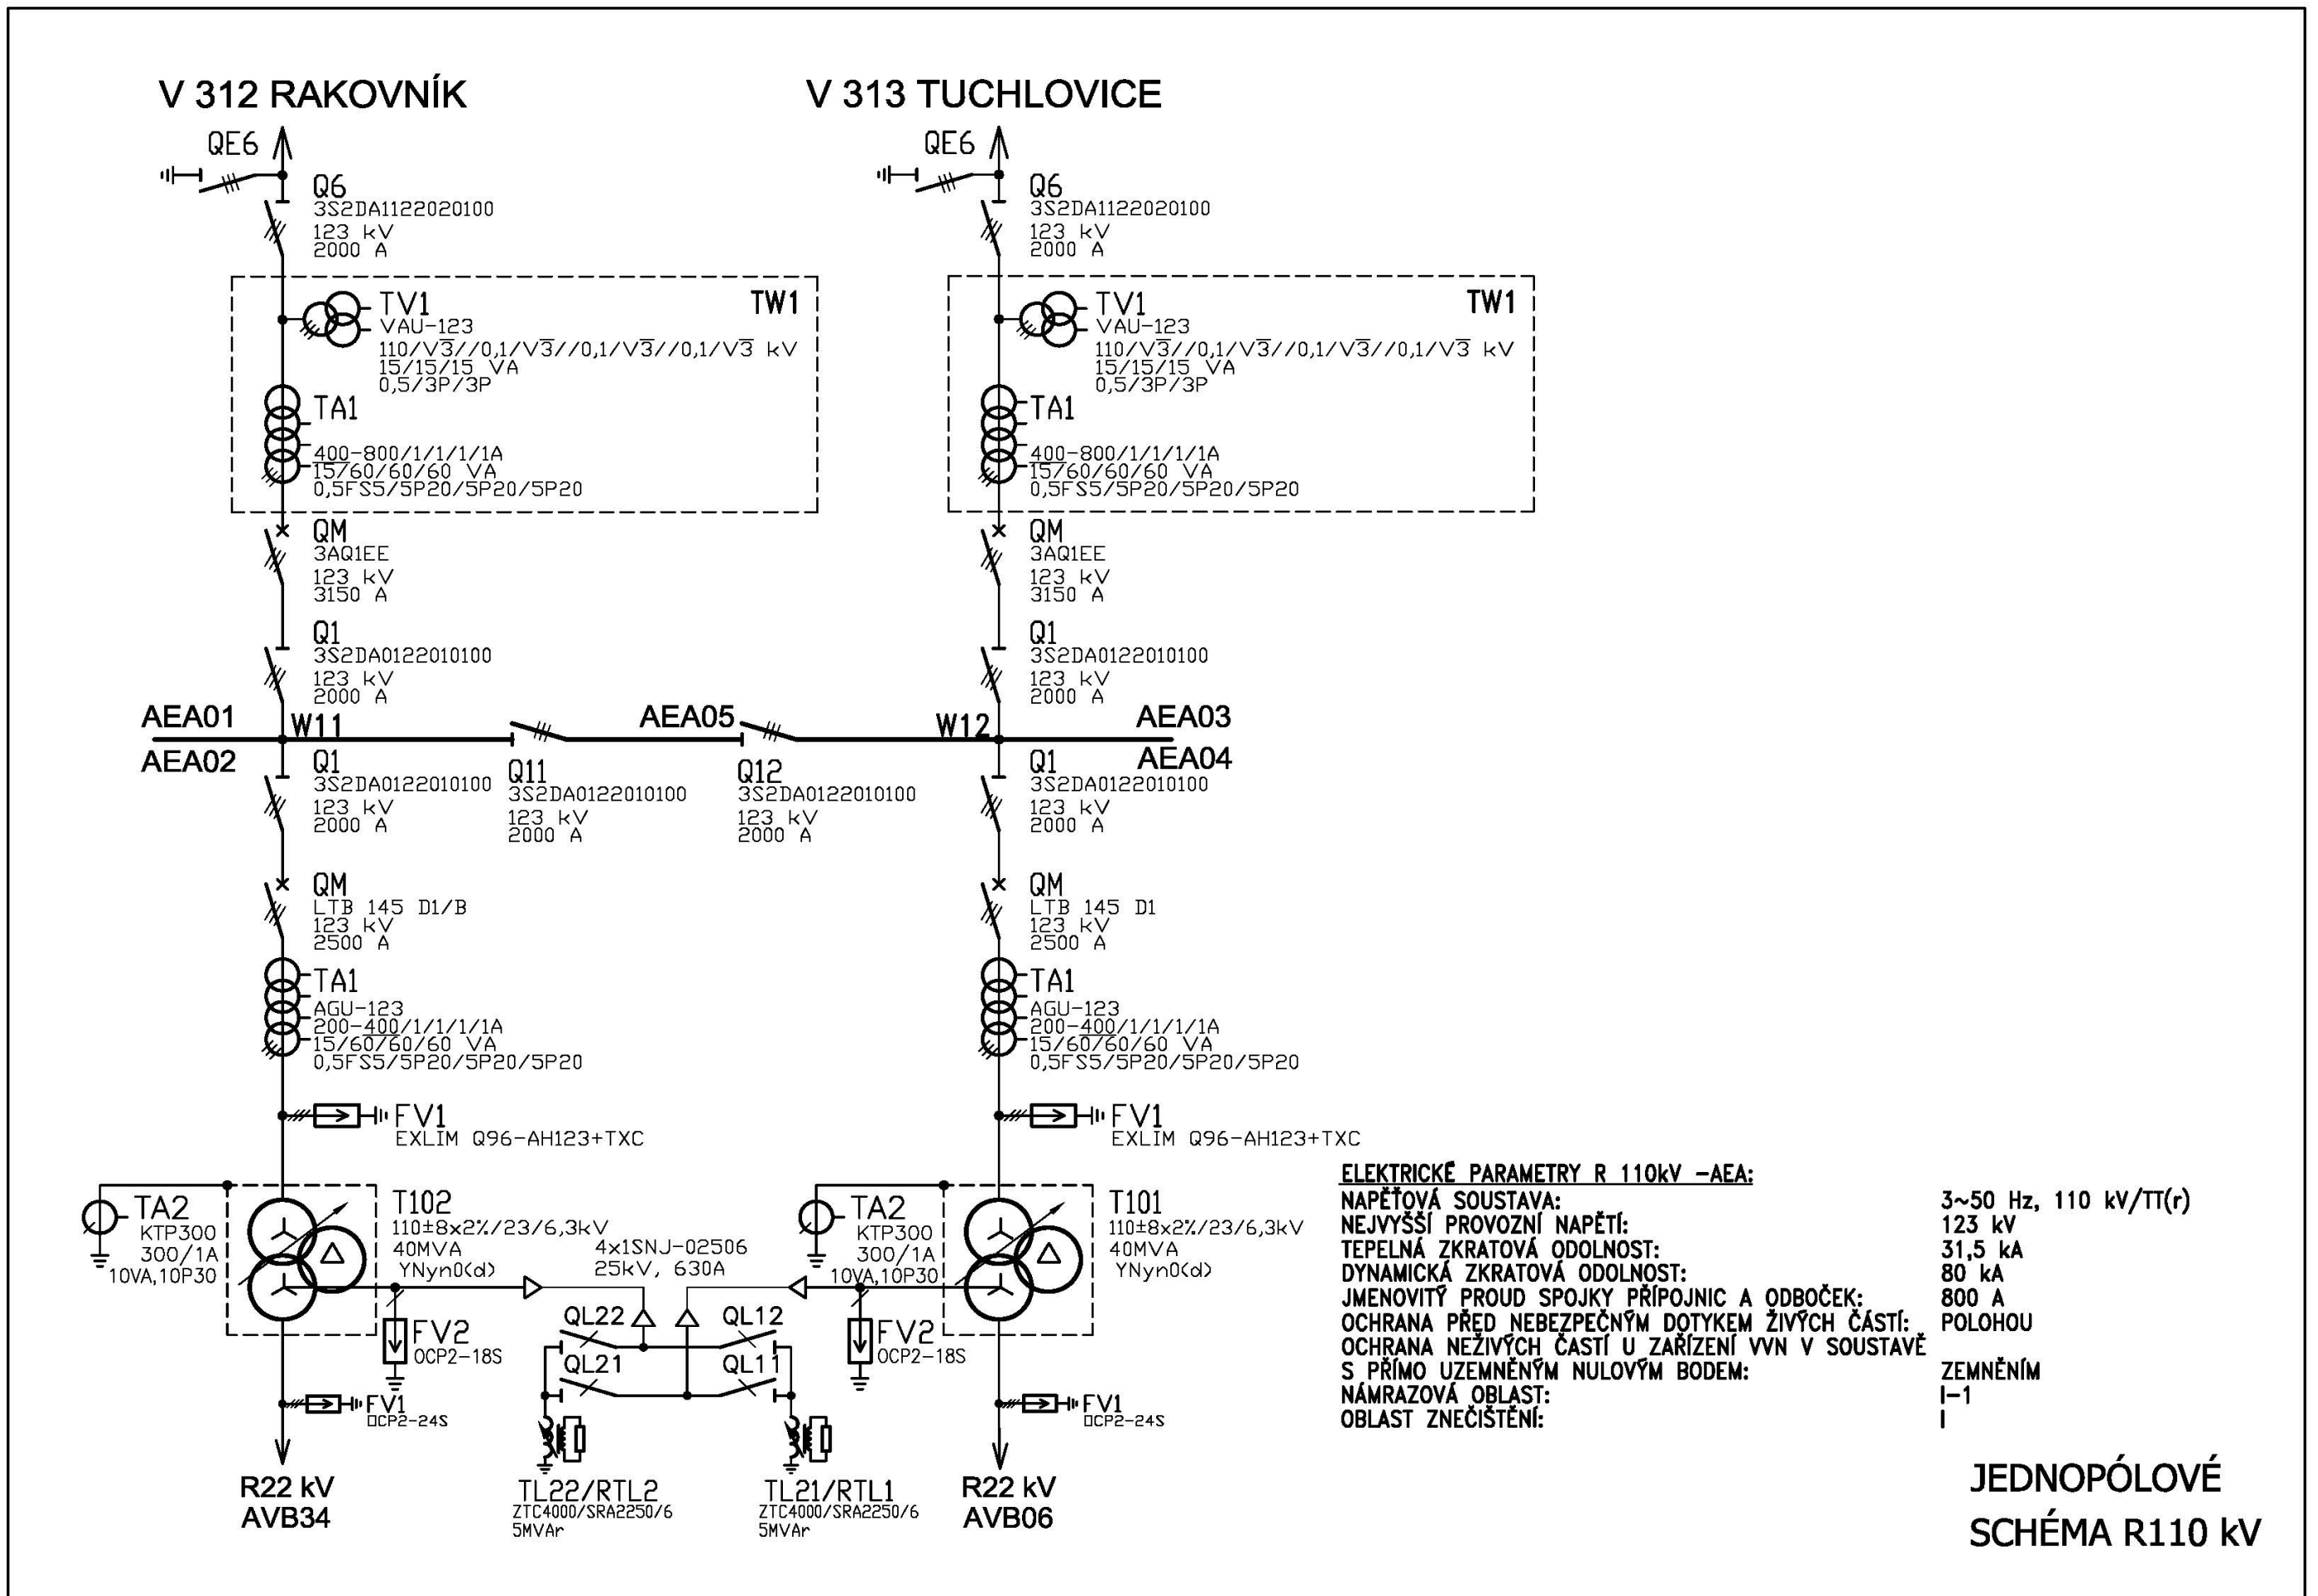 V 312 RAKOVNÍK
QE6
Q6
3S2DA1122020100
123 kV
2000 A
TW1
TV1
VAU-123
110/√3//0,1/√3//0,1/√3//0,1/√3 kV
15/15/15 VA
0,5/3P/3P
TA1
400-800/1/1/1/1A
15/60/60/60 VA
0,5FS5/5P20/5P20/5P20
QM
3AQ1EE
123 kV
3150 A
Q1
3S2DA0122010100
123 kV
2000 A
V 313 TUCHLOVICE
QE6
Q6
3S2DA1122020100
123 kV
2000 A
TW1
TV1
VAU-123
110/√3//0,1/√3//0,1/√3//0,1/√3 kV
15/15/15 VA
0,5/3P/3P
TA1
400-800/1/1/1/1A
15/60/60/60 VA
0,5FS5/5P20/5P20/5P20
QM
3AQ1EE
123 kV
3150 A
Q1
3S2DA0122010100
123 kV
2000 A
AEA01
W11
AEA05
W12
AEA03
AEA02
AEA04
Q1
3S2DA0122010100
123 kV
2000 A
Q11
3S2DA0122010100
123 kV
2000 A
Q12
3S2DA0122010100
123 kV
2000 A
Q1
3S2DA0122010100
123 kV
2000 A
QM
LTB 145 D1/B
123 kV
2500 A
TA1
AGU-123
200-400/1/1/1/1A
15/60/60/60 VA
0,5FS5/5P20/5P20/5P20
FV1
EXLIM Q96-AH123+TXC
QM
LTB 145 D1
123 kV
2500 A
TA1
AGU-123
200-400/1/1/1/1A
15/60/60/60 VA
0,5FS5/5P20/5P20/5P20
FV1
EXLIM Q96-AH123+TXC
TA2
KTP300
300/1A
10VA,10P30
T102
110±8x2%/23/6,3kV
40MVA
YNyn0(d)
4x1SNJ-02506
25kV, 630A
TA2
KTP300
300/1A
10VA,10P30
T101
110±8x2%/23/6,3kV
40MVA
YNyn0(d)
FV2
OCP2-18S
QL22
QL12
QL21
QL11
FV2
OCP2-18S
FV1
OCP2-24S
FV1
OCP2-24S
R22 kV
AVB34
TL22/RTL2
ZTC4000/SRA2250/6
5MVAr
TL21/RTL1
ZTC4000/SRA2250/6
5MVAr
R22 kV
AVB06
ELEKTRICKÉ PARAMETRY R 110kV -AEA:
NAPĚŤOVÁ SOUSTAVA: 3~50 Hz, 110 kV/TT(r)
NEJVYŠŠÍ PROVOZNÍ NAPĚTÍ: 123 kV
TEPELNÁ ZKRATOVÁ ODOLNOST: 31,5 kA
DYNAMICKÁ ZKRATOVÁ ODOLNOST: 80 kA
JMENOVITÝ PROUD SPOJKY PŘÍPOJNIC A ODBOČEK: 800 A
OCHRANA PŘED NEBEZPEČNÝM DOTYKEM ŽIVÝCH ČÁSTÍ: POLOHOU
OCHRANA NEŽIVÝCH ČASTÍ U ZAŘÍZENÍ VVN V SOUSTAVĚ
S PŘÍMO UZEMNĚNÝM NULOVÝM BODEM: ZEMNĚNÍM
NÁMRAZOVÁ OBLAST: I-1
OBLAST ZNEČIŠTĚNÍ: I
JEDNOPÓLOVÉ
SCHÉMA R110 kV